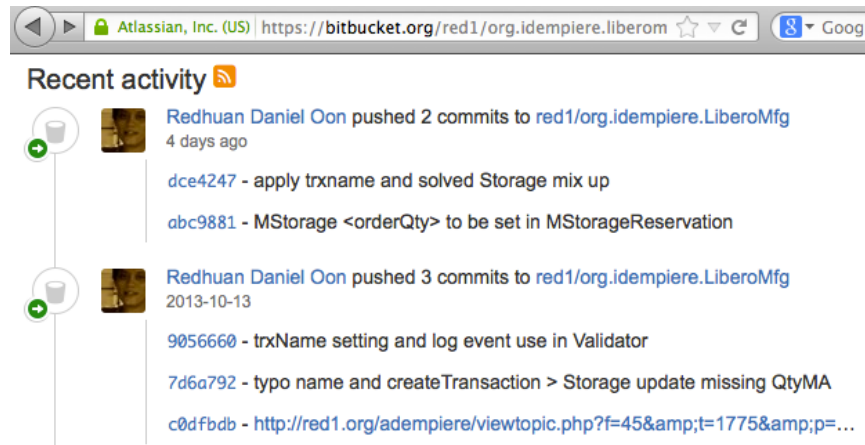 Atlassian, Inc. (US) https://bitbucket.org/red1/org.idempiere.liberom Goog
Recent activity
Redhuan Daniel Oon pushed 2 commits to red1/org.idempiere.LiberoMfg
4 days ago
dce4247 - apply trxname and solved Storage mix up
abc9881 - MStorage <orderQty> to be set in MStorageReservation
Redhuan Daniel Oon pushed 3 commits to red1/org.idempiere.LiberoMfg
2013-10-13
9056660 - trxName setting and log event use in Validator
7d6a792 - typo name and createTransaction > Storage update missing QtyMA
c0dfbdb - http://red1.org/adempiere/viewtopic.php?f=45&amp;t=1775&amp;p=...